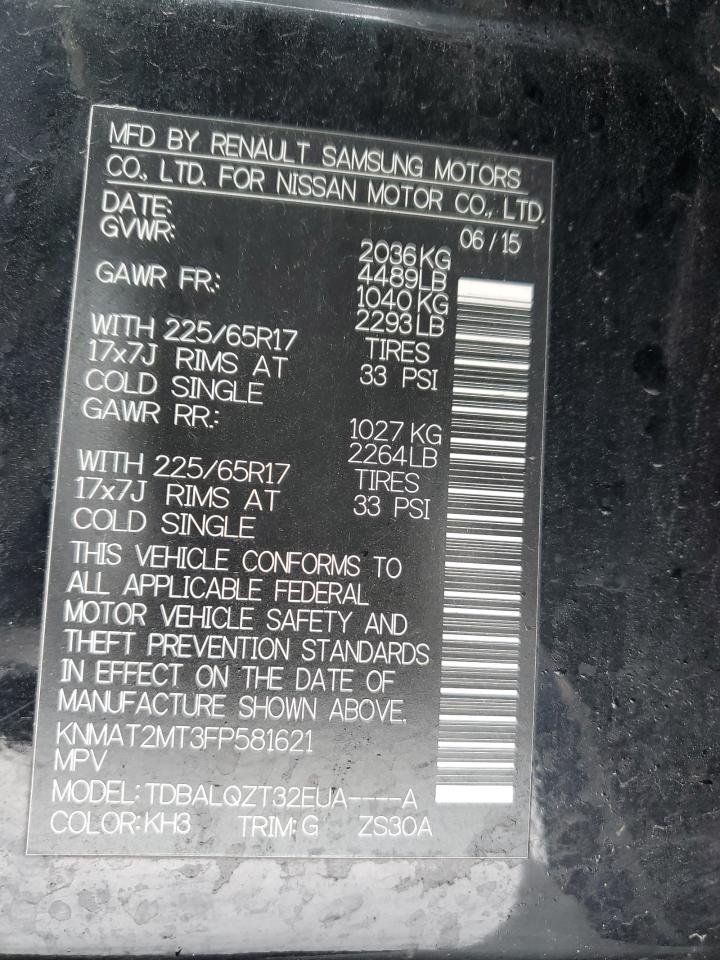 MFD BY RENAULT SAMSUNG MOTORS
CO., LTD. FOR NISSAN MOTOR CO., LTD.
DATE: 06/15
GVWR: 2036KG
4489LB
GAWR FR.: 1040KG
2293LB
WITH 225/65R17 TIRES
17x7J RIMS AT 33 PSI
COLD SINGLE
GAWR RR.: 1027KG
2264LB
WITH 225/65R17 TIRES
17x7J RIMS AT 33 PSI
COLD SINGLE
THIS VEHICLE CONFORMS TO
ALL APPLICABLE FEDERAL
MOTOR VEHICLE SAFETY AND
THEFT PREVENTION STANDARDS
IN EFFECT ON THE DATE OF
MANUFACTURE SHOWN ABOVE.
KNMAT2MT3FP581621
MPV
MODEL: TDBALQZT32EUA----A
COLOR: KH3 TRIM: G ZS30A